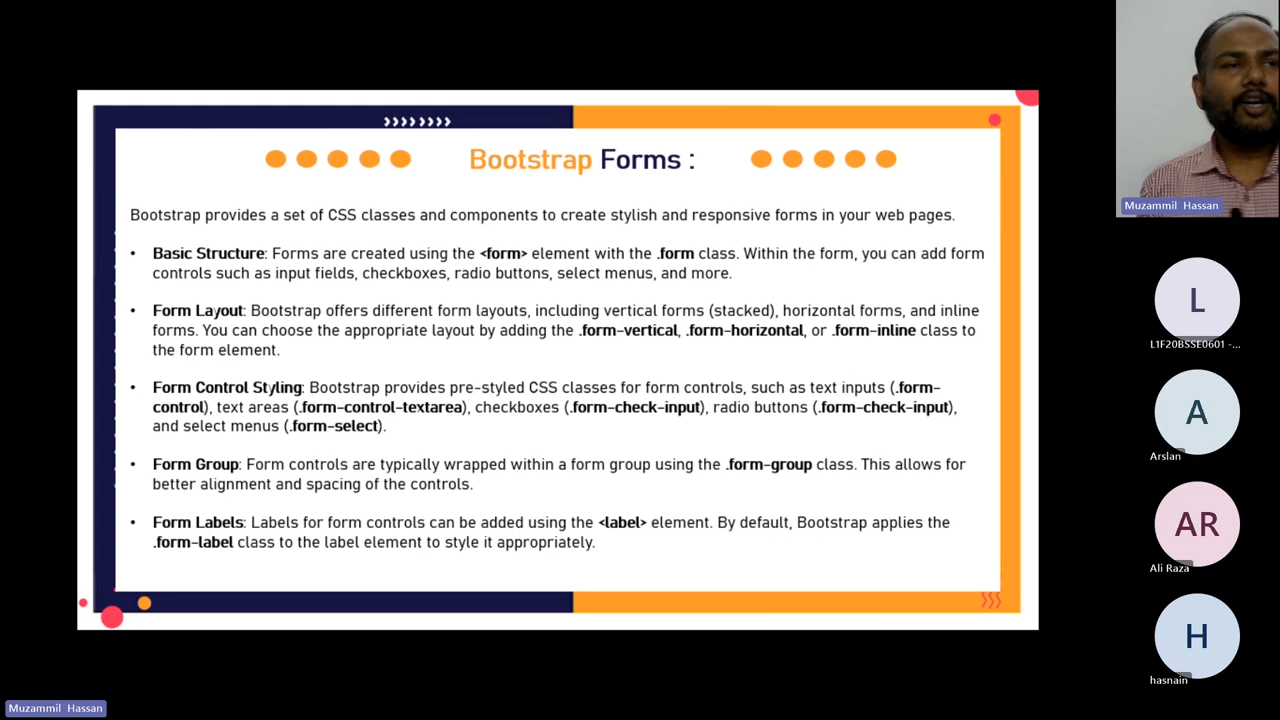 Bootstrap Forms :
Bootstrap provides a set of CSS classes and components to create stylish and responsive forms in your web pages.
• Basic Structure: Forms are created using the <form> element with the .form class. Within the form, you can add form
controls such as input fields, checkboxes, radio buttons, select menus, and more.
• Form Layout: Bootstrap offers different form layouts, including vertical forms (stacked), horizontal forms, and inline
forms. You can choose the appropriate layout by adding the .form-vertical, .form-horizontal, or .form-inline class to
the form element.
• Form Control Styling: Bootstrap provides pre-styled CSS classes for form controls, such as text inputs (.form-
control), text areas (.form-control-textarea), checkboxes (.form-check-input), radio buttons (.form-check-input),
and select menus (.form-select).
• Form Group: Form controls are typically wrapped within a form group using the .form-group class. This allows for
better alignment and spacing of the controls.
• Form Labels: Labels for form controls can be added using the <label> element. By default, Bootstrap applies the
.form-label class to the label element to style it appropriately.
Muzammil Hassan
L
L1F20BSSE0601 -...
A
Arslan
AR
Ali Raza
H
hasnain
Muzammil Hassan